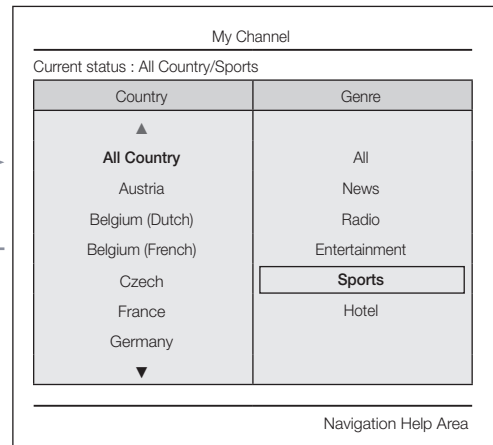 My Channel
Current status : All Country/Sports
Country Genre
▲
All Country All
Austria News
Belgium (Dutch) Radio
Belgium (French) Entertainment
Czech Sports
France Hotel
Germany
▼
Navigation Help Area